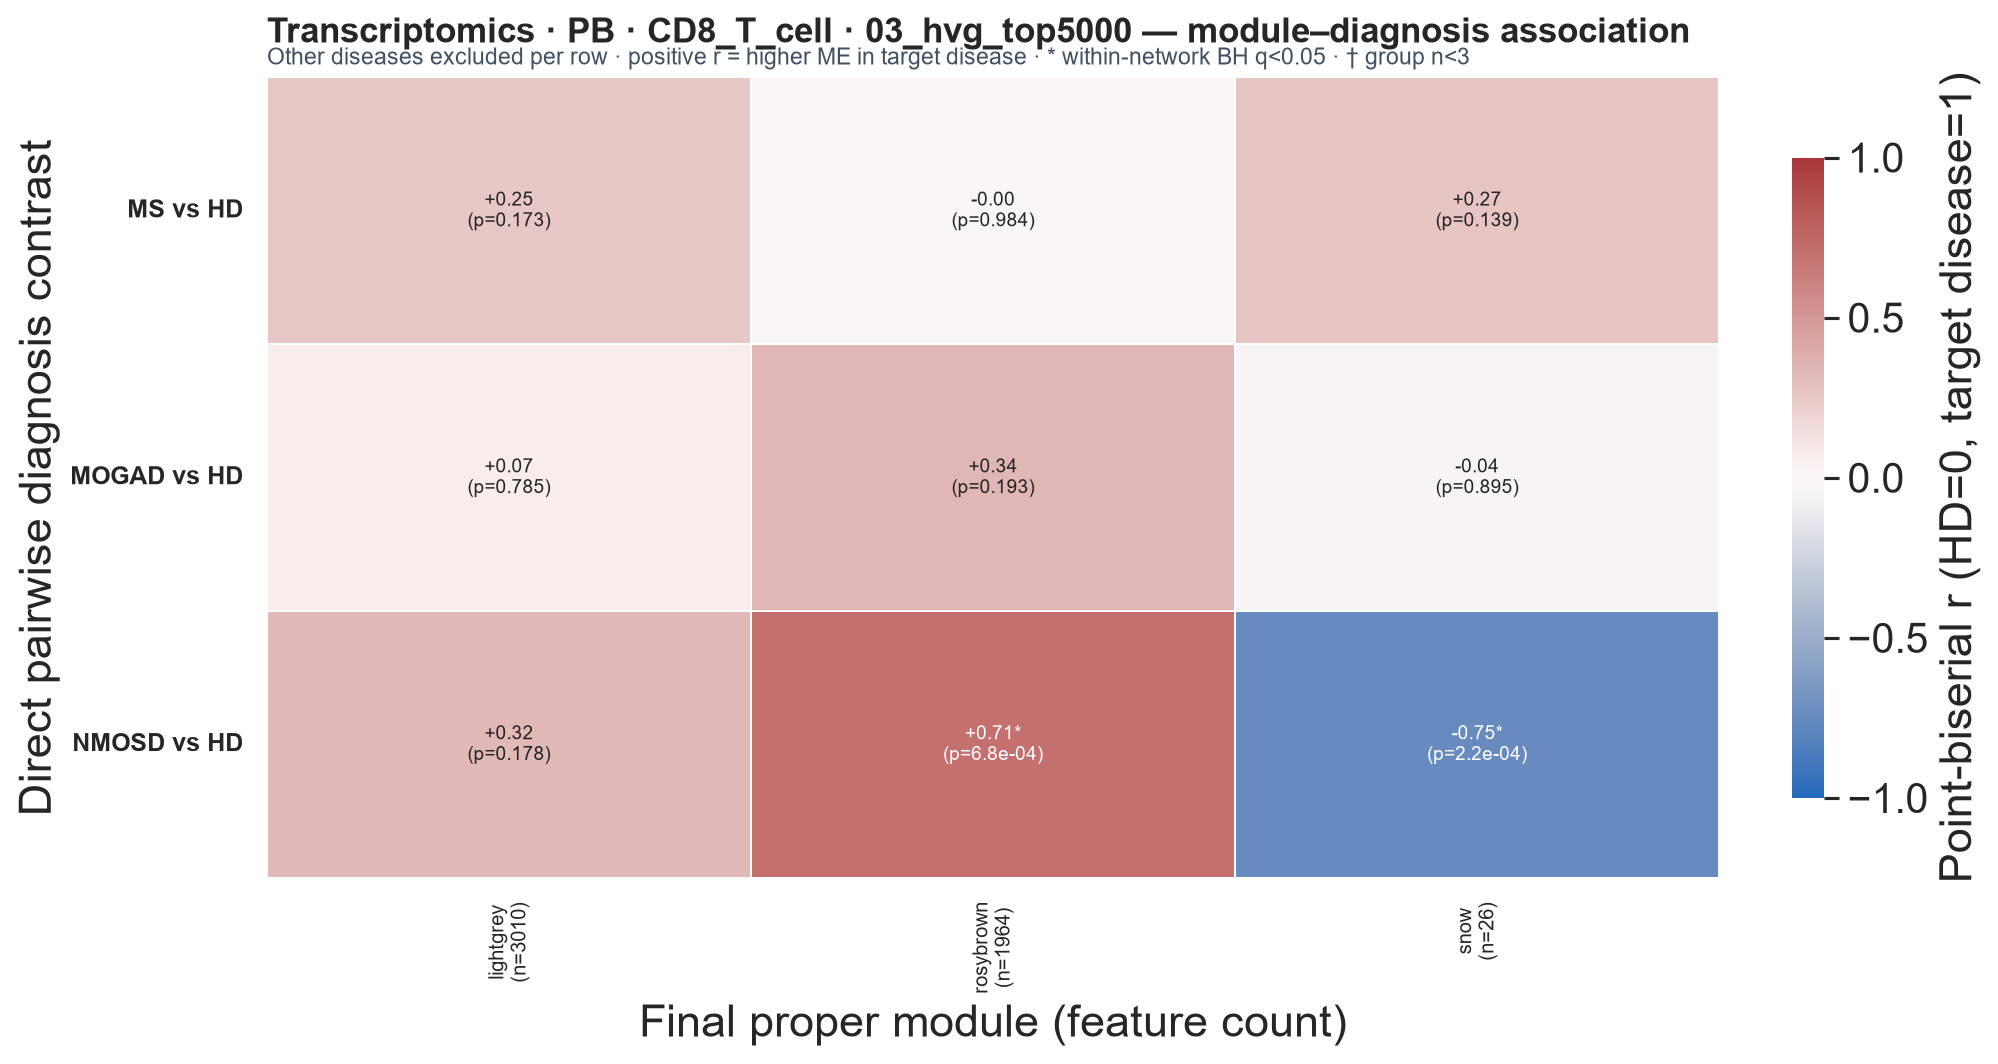 Transcriptomics · PB · CD8_T_cell · 03_hvg_top5000 — module–diagnosis association
Other diseases excluded per row · positive r = higher ME in target disease · * within-network BH q<0.05 · † group n<3
Direct pairwise diagnosis contrast
MS vs HD
+0.25
(p=0.173)
-0.00
(p=0.984)
+0.27
(p=0.139)
MOGAD vs HD
+0.07
(p=0.785)
+0.34
(p=0.193)
-0.04
(p=0.895)
NMOSD vs HD
+0.32
(p=0.178)
+0.71*
(p=6.8e-04)
-0.75*
(p=2.2e-04)
lightgrey
(n=3010)
rosybrown
(n=1964)
snow
(n=26)
Final proper module (feature count)
1.0
0.5
0.0
−0.5
−1.0
Point-biserial r (HD=0, target disease=1)